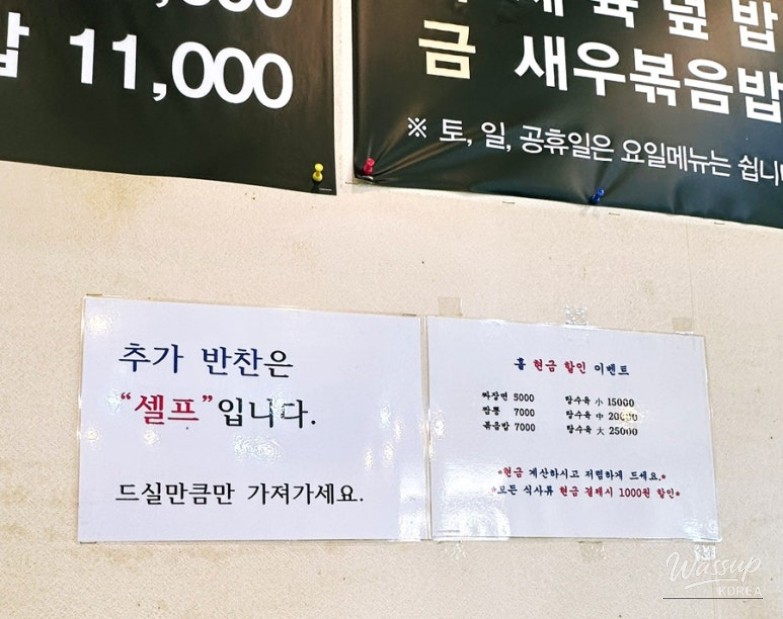 11,000
금 새우볶음밥
※ 토, 일, 공휴일은 요일메뉴는 쉽니
추가 반찬은
"셀프"입니다.
드실만큼만 가져가세요.
홀 현금 할인 이벤트
짜장면 5000 탕수육 小 15000
짬뽕 7000 탕수육 中 20000
볶음밥 7000 탕수육 大 25000
*현금 계산하시고 저렴하게 드세요.*
*모든 식사류 현금 결제시 1000원 할인*
Wassup
KOREA